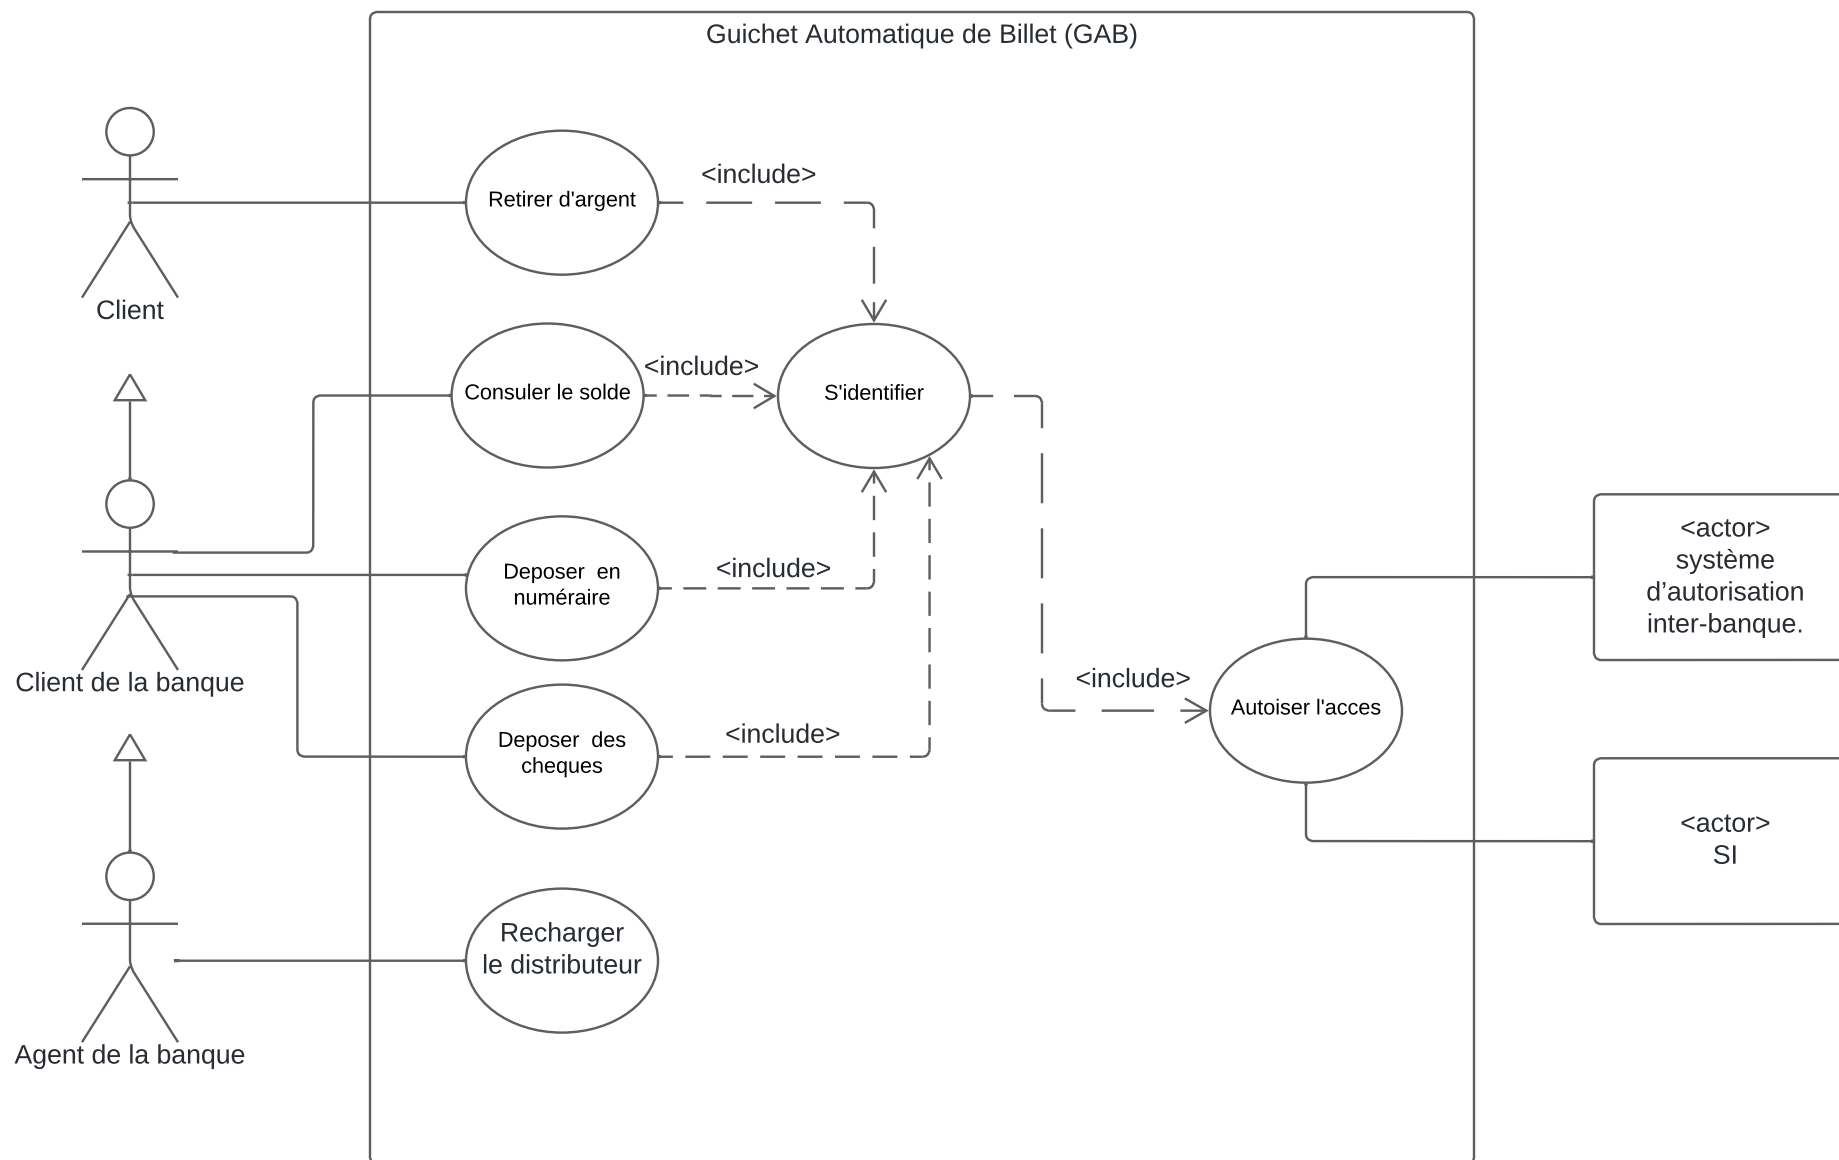 Guichet Automatique de Billet (GAB)
Retirer d'argent
<include>
Client
Consuler le solde
<include>
S'identifier
Deposer  en
numéraire
<include>
Client de la banque
Deposer  des
cheques
<include>
<include>
Autoiser l'acces
<actor>
système
d’autorisation
inter-banque.
<actor>
SI
Recharger
le distributeur
Agent de la banque